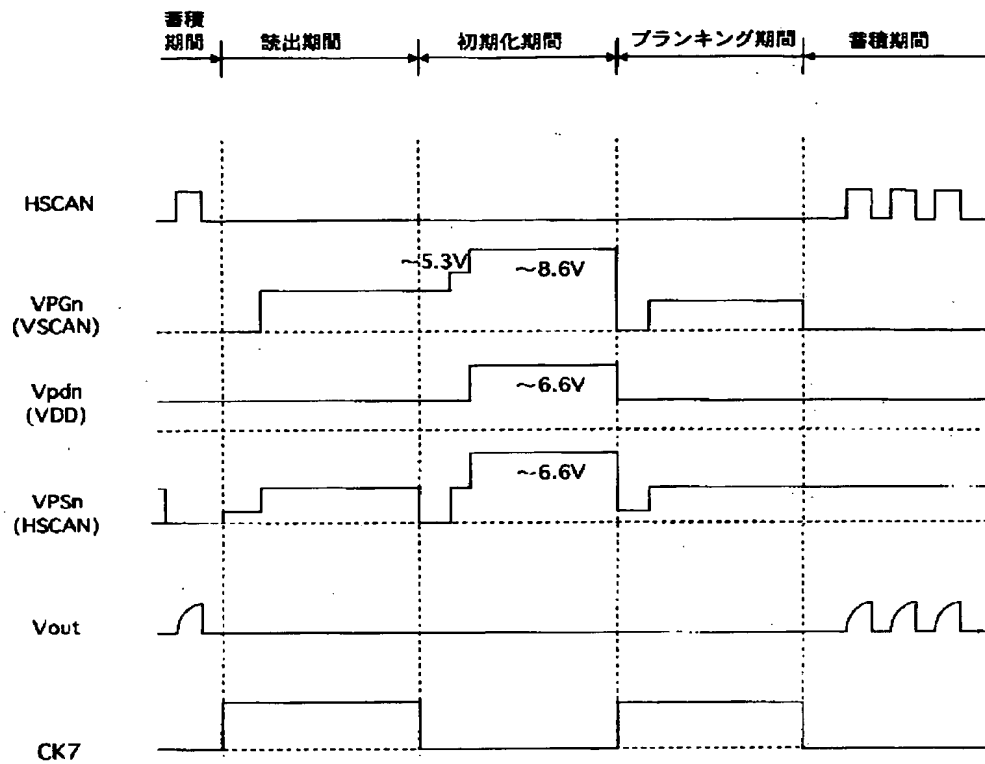 蓄積
期間
読出期間
初期化期間
ブランキング期間
蓄積期間
HSCAN
VPGn
(VSCAN)
〜5.3V
〜8.6V
Vpdn
(VDD)
〜6.6V
VPSn
(HSCAN)
〜6.6V
Vout
CK7